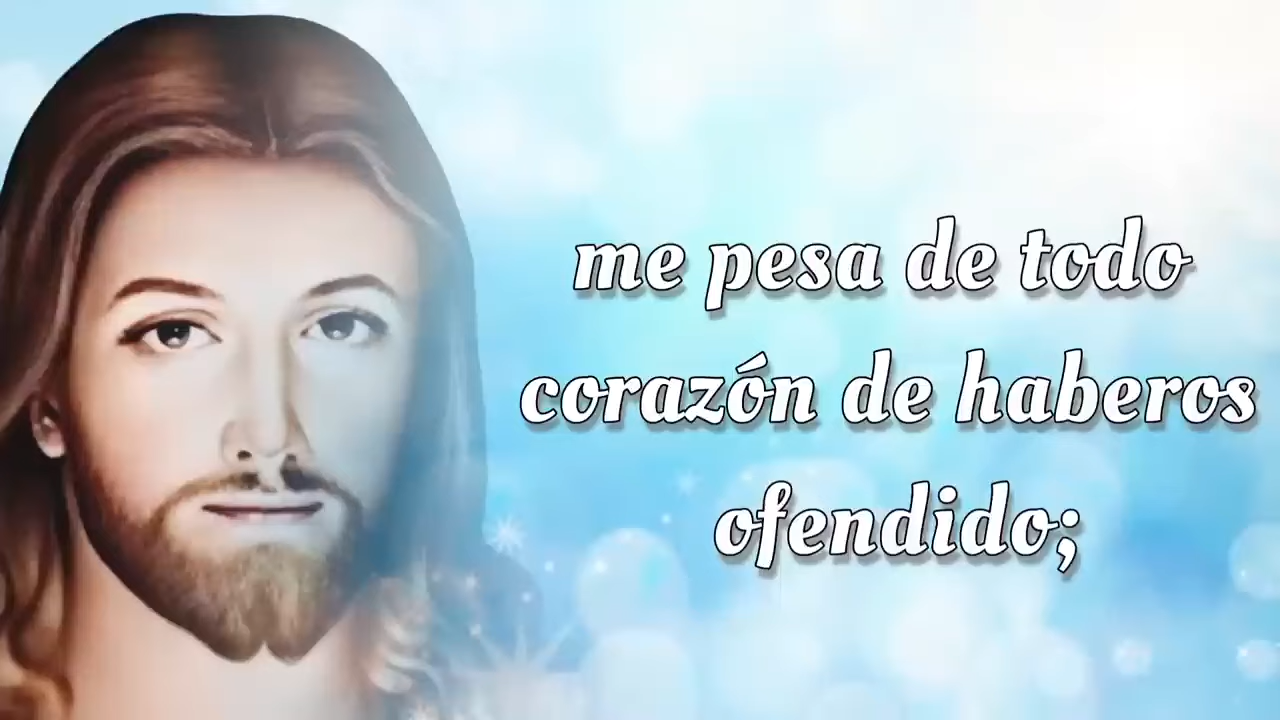 me pesa de todo
corazón de haberos
ofendido;